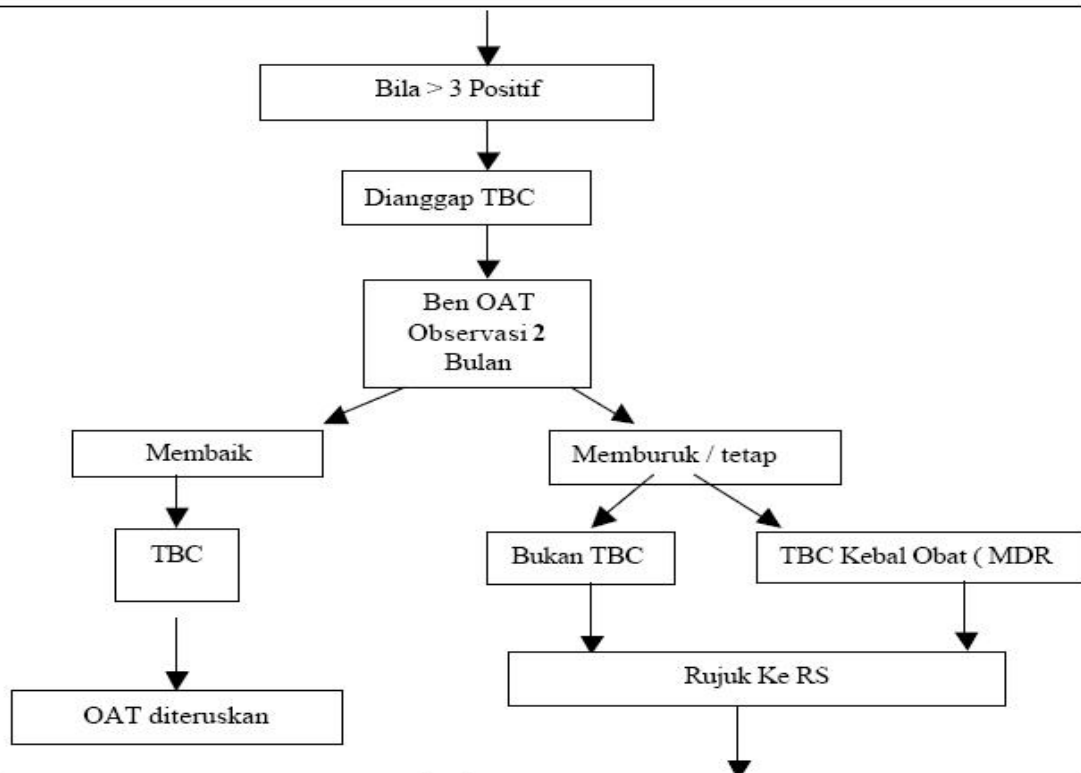 Bila > 3 Positif
Dianggap TBC
Ben OAT
Observasi 2
Bulan
Membaik
Memburuk / tetap
TBC
Bukan TBC
TBC Kebal Obat ( MDR
Rujuk Ke RS
OAT diteruskan